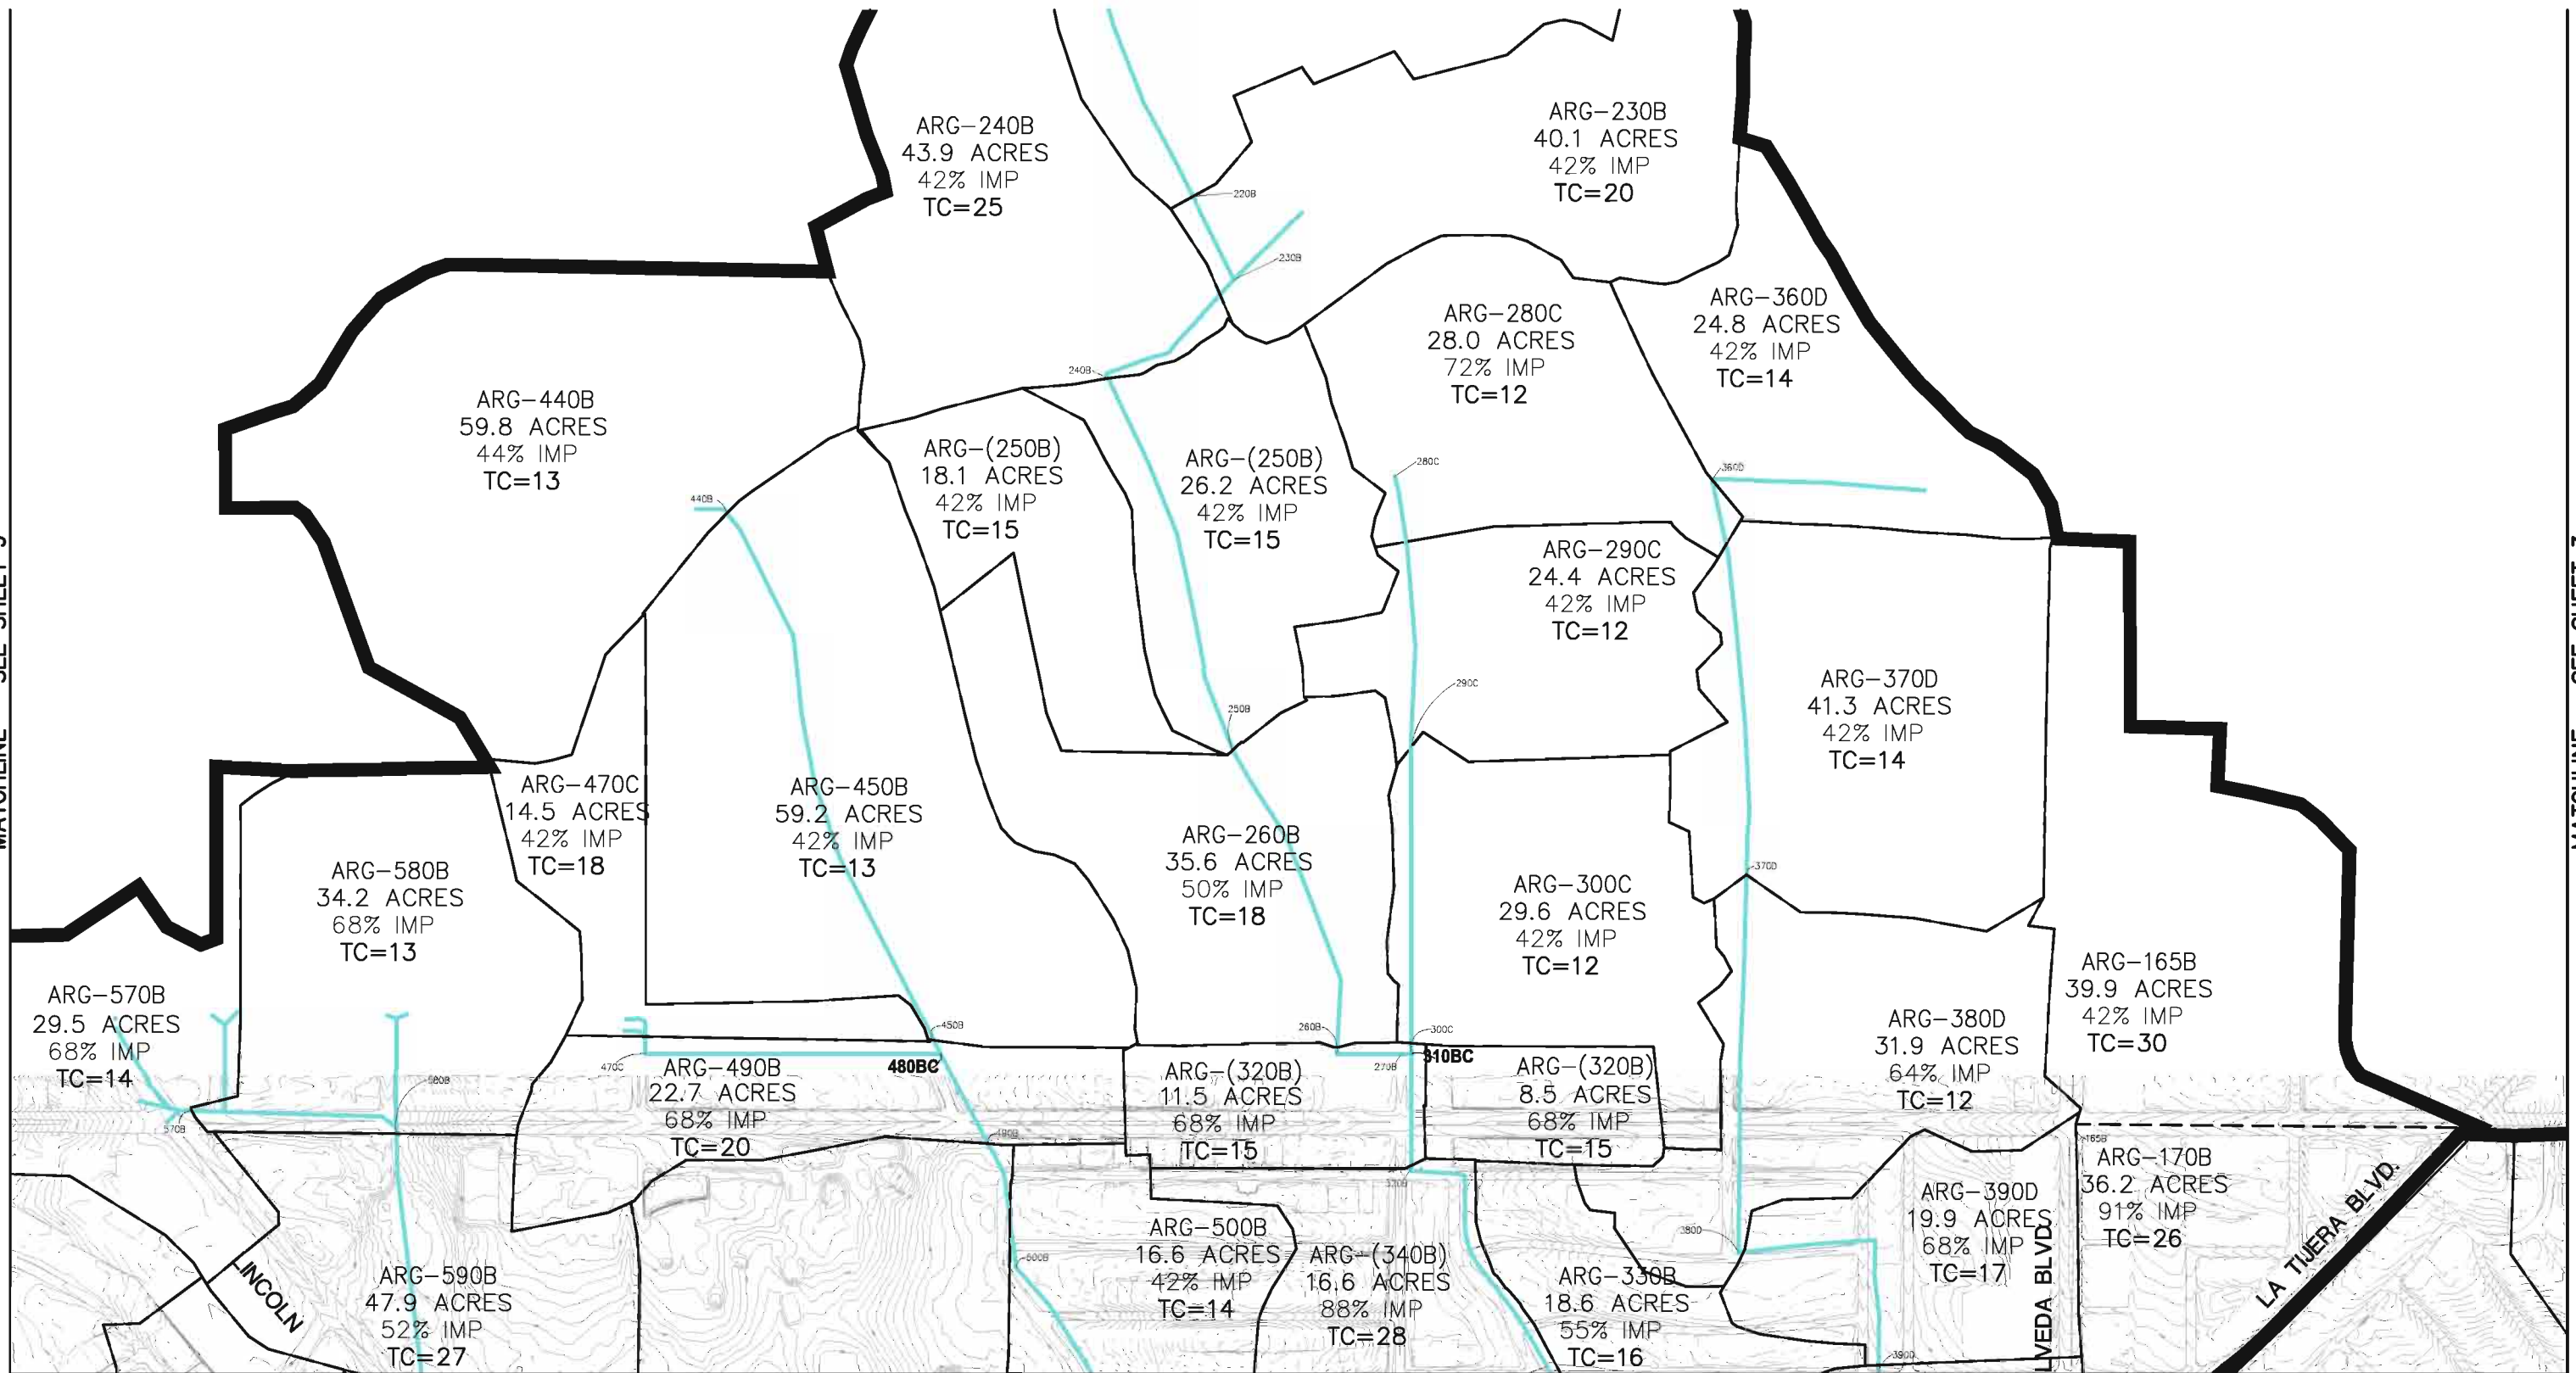 ARG-240B
43.9 ACRES
42% IMP
TC=25
ARG-230B
40.1 ACRES
42% IMP
TC=20
220B
230B
ARG-280C
28.0 ACRES
72% IMP
TC=12
ARG-360D
24.8 ACRES
42% IMP
TC=14
240B
ARG-440B
59.8 ACRES
44% IMP
TC=13
ARG-(250B)
18.1 ACRES
42% IMP
TC=15
ARG-(250B)
26.2 ACRES
42% IMP
TC=15
280C
360D
440B
ARG-290C
24.4 ACRES
42% IMP
TC=12
290C
250B
ARG-370D
41.3 ACRES
42% IMP
TC=14
ARG-470C
14.5 ACRES
42% IMP
TC=18
ARG-450B
59.2 ACRES
42% IMP
TC=13
ARG-260B
35.6 ACRES
50% IMP
TC=18
370D
ARG-580B
34.2 ACRES
68% IMP
TC=13
ARG-300C
29.6 ACRES
42% IMP
TC=12
ARG-570B
29.5 ACRES
68% IMP
TC=14
ARG-165B
39.9 ACRES
42% IMP
TC=30
ARG-380D
31.9 ACRES
64% IMP
TC=12
450B
260B
300C
470C
480BC
270B
310BC
ARG-490B
22.7 ACRES
68% IMP
TC=20
ARG-(320B)
11.5 ACRES
68% IMP
TC=15
ARG-(320B)
8.5 ACRES
68% IMP
TC=15
580B
570B
490B
165B
320B
ARG-170B
36.2 ACRES
91% IMP
TC=26
ARG-390D
19.9 ACRES
68% IMP
TC=17
ARG-500B
16.6 ACRES
42% IMP
TC=14
ARG-(340B)
16.6 ACRES
88% IMP
TC=28
380D
500B
ARG-330B
18.6 ACRES
55% IMP
TC=16
ARG-590B
47.9 ACRES
52% IMP
TC=27
390D
LINCOLN
LVEDA BLVD
LA TIJERA BLVD.